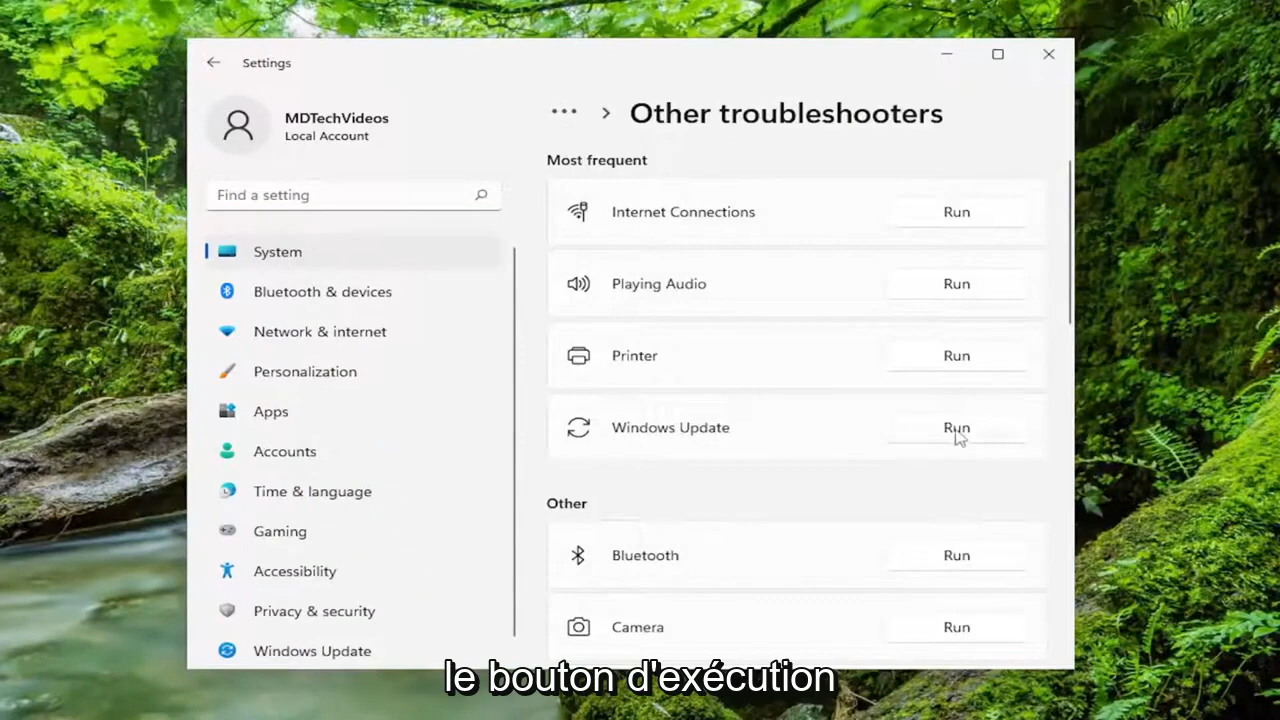 Settings
MDTechVideos
Local Account
Find a setting
System
Bluetooth & devices
Network & internet
Personalization
Apps
Accounts
Time & language
Gaming
Accessibility
Privacy & security
Windows Update
... > Other troubleshooters
Most frequent
Internet Connections Run
Playing Audio Run
Printer Run
Windows Update Run
Other
Bluetooth Run
Camera Run
le bouton d'exécution